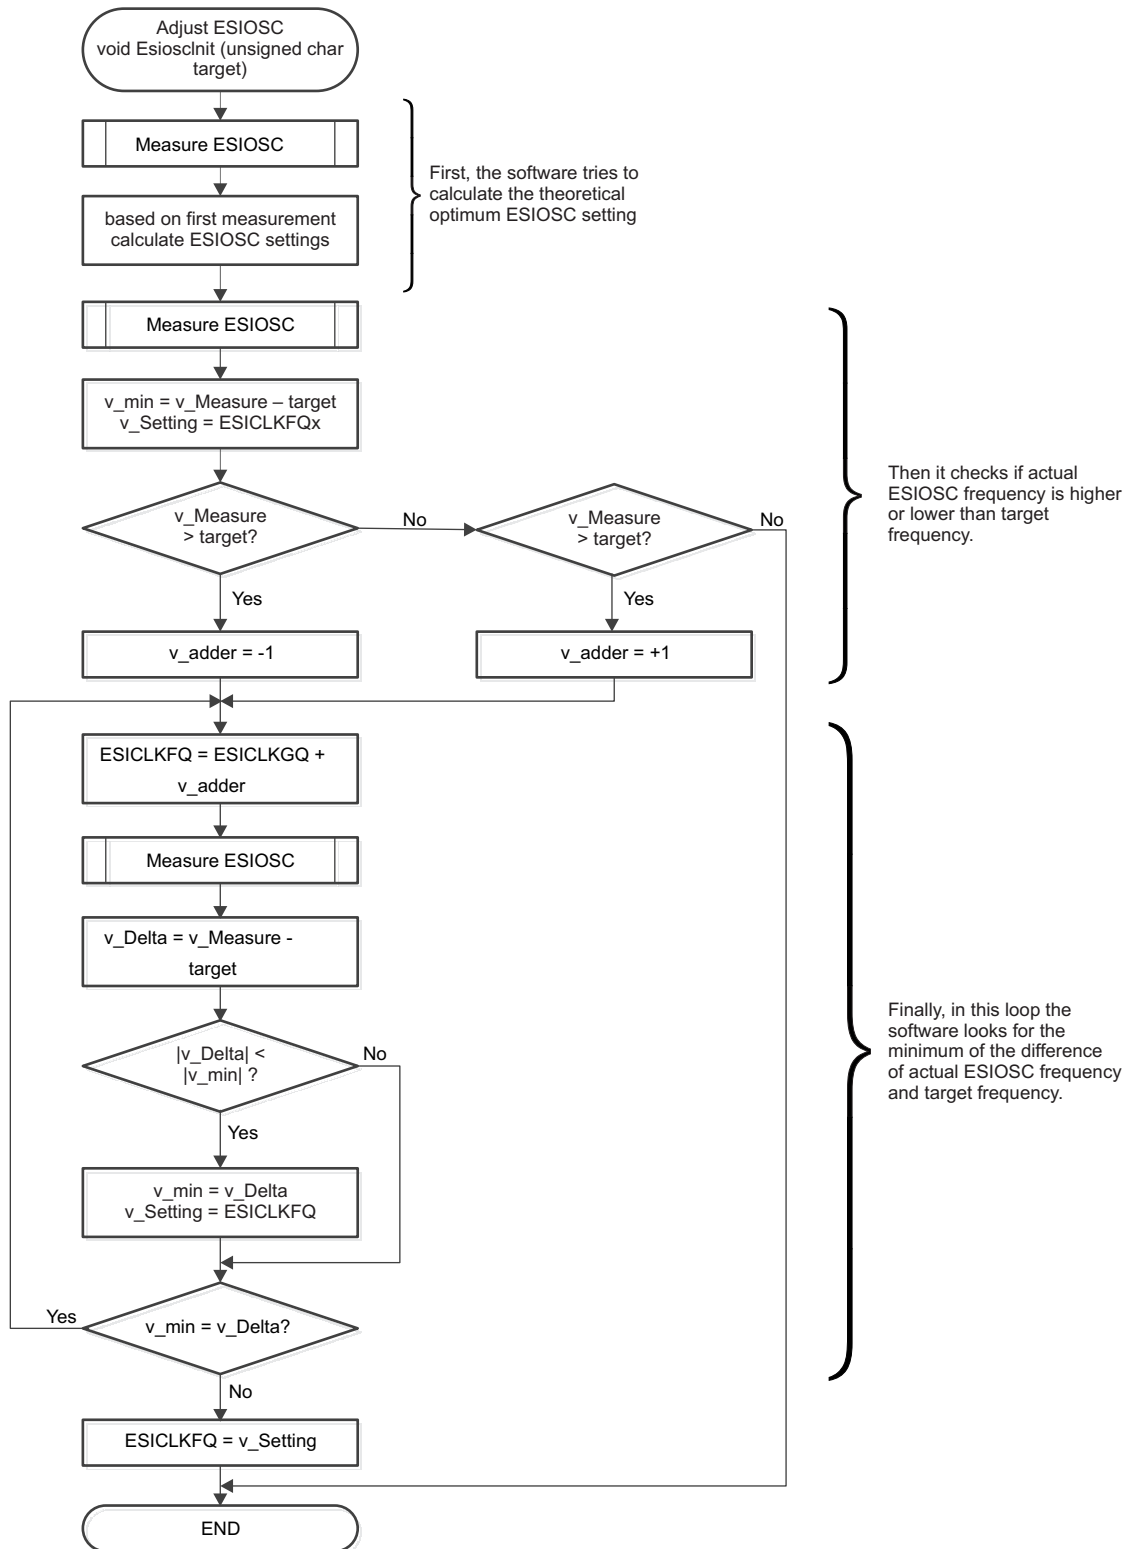 Adjust ESIOSC
void EsioscInit (unsigned char
target)
Measure ESIOSC
based on first measurement
calculate ESIOSC settings
First, the software tries to
calculate the theoretical
optimum ESIOSC setting
Measure ESIOSC
v_min = v_Measure – target
v_Setting = ESICLKFQx
v_Measure
> target?
No
v_Measure
> target?
No
Yes
Yes
v_adder = -1
v_adder = +1
Then it checks if actual
ESIOSC frequency is higher
or lower than target
frequency.
ESICLKFQ = ESICLKGQ +
v_adder
Measure ESIOSC
v_Delta = v_Measure -
target
|v_Delta| <
|v_min| ?
No
Yes
v_min = v_Delta
v_Setting = ESICLKFQ
Yes
v_min = v_Delta?
No
Finally, in this loop the
software looks for the
minimum of the difference
of actual ESIOSC frequency
and target frequency.
ESICLKFQ = v_Setting
END